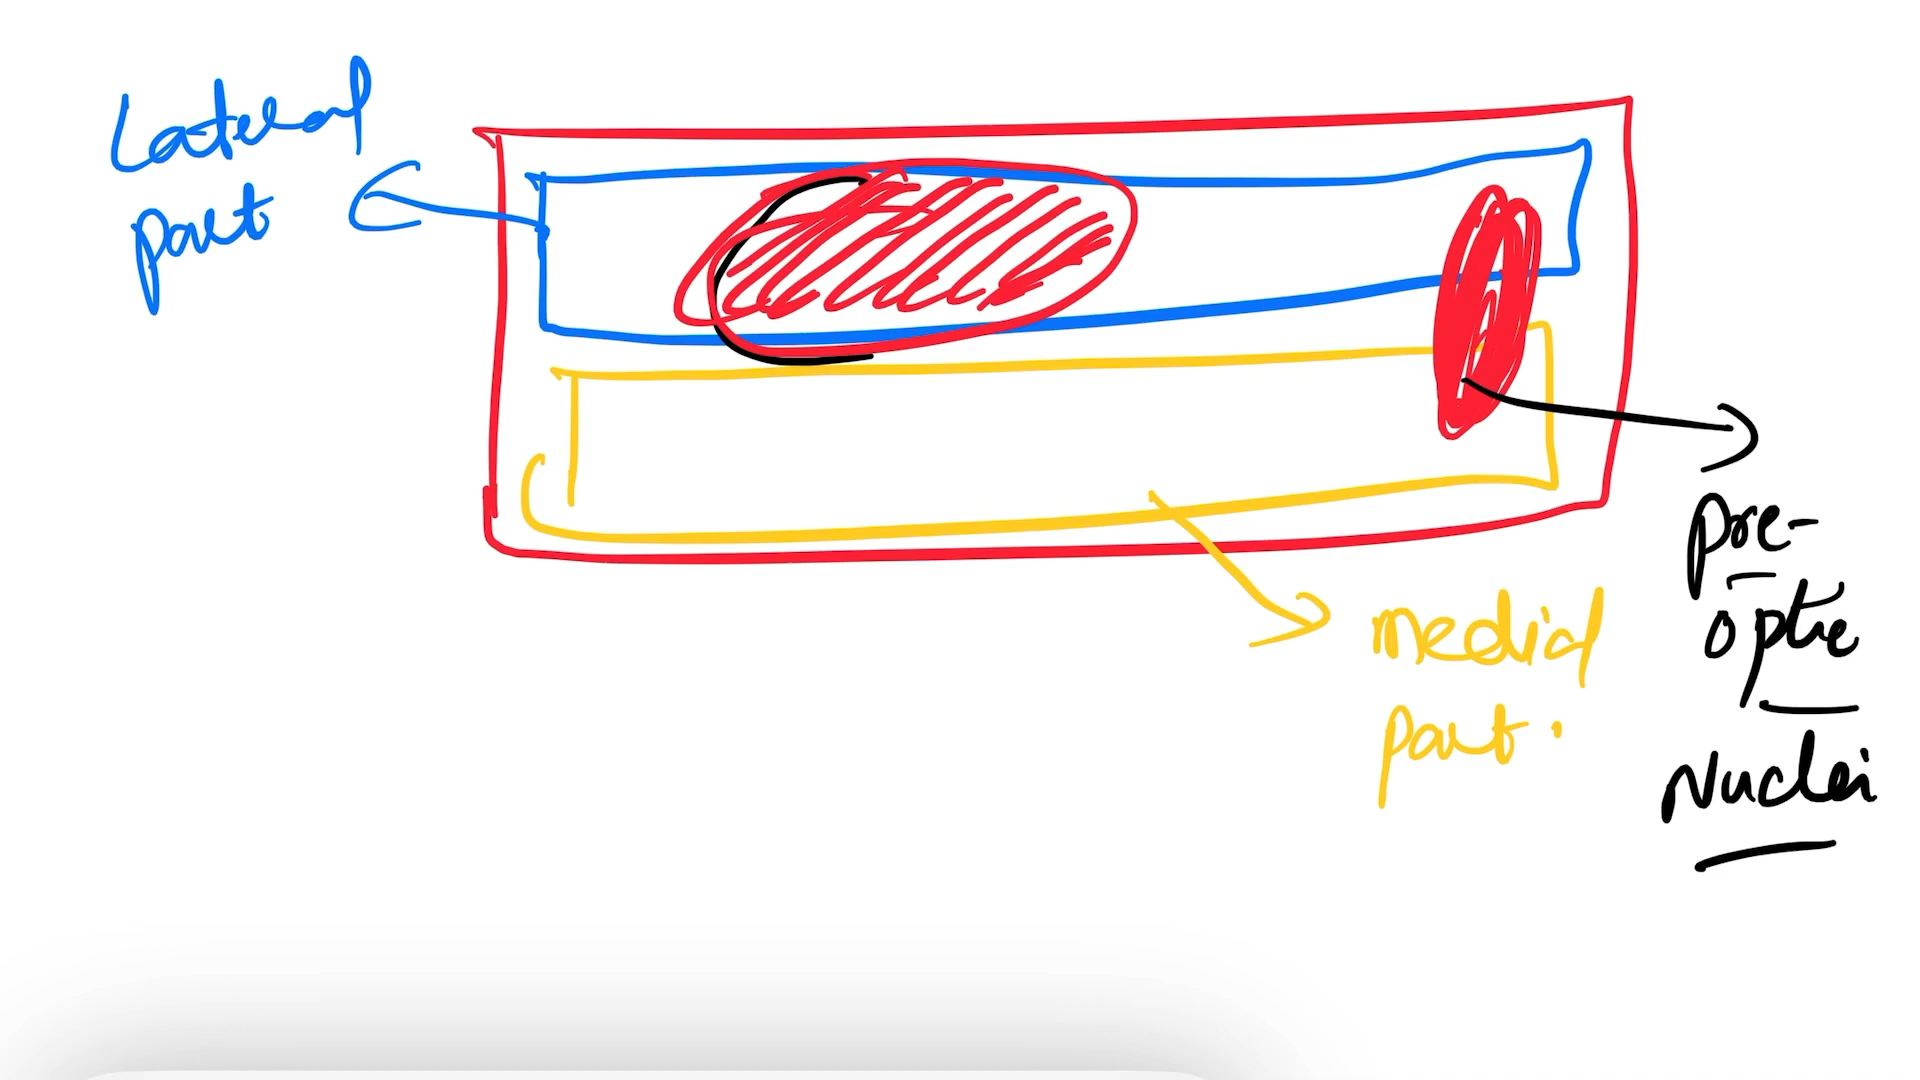 Lateral
part
medial
part.
pre-
optic
Nuclei